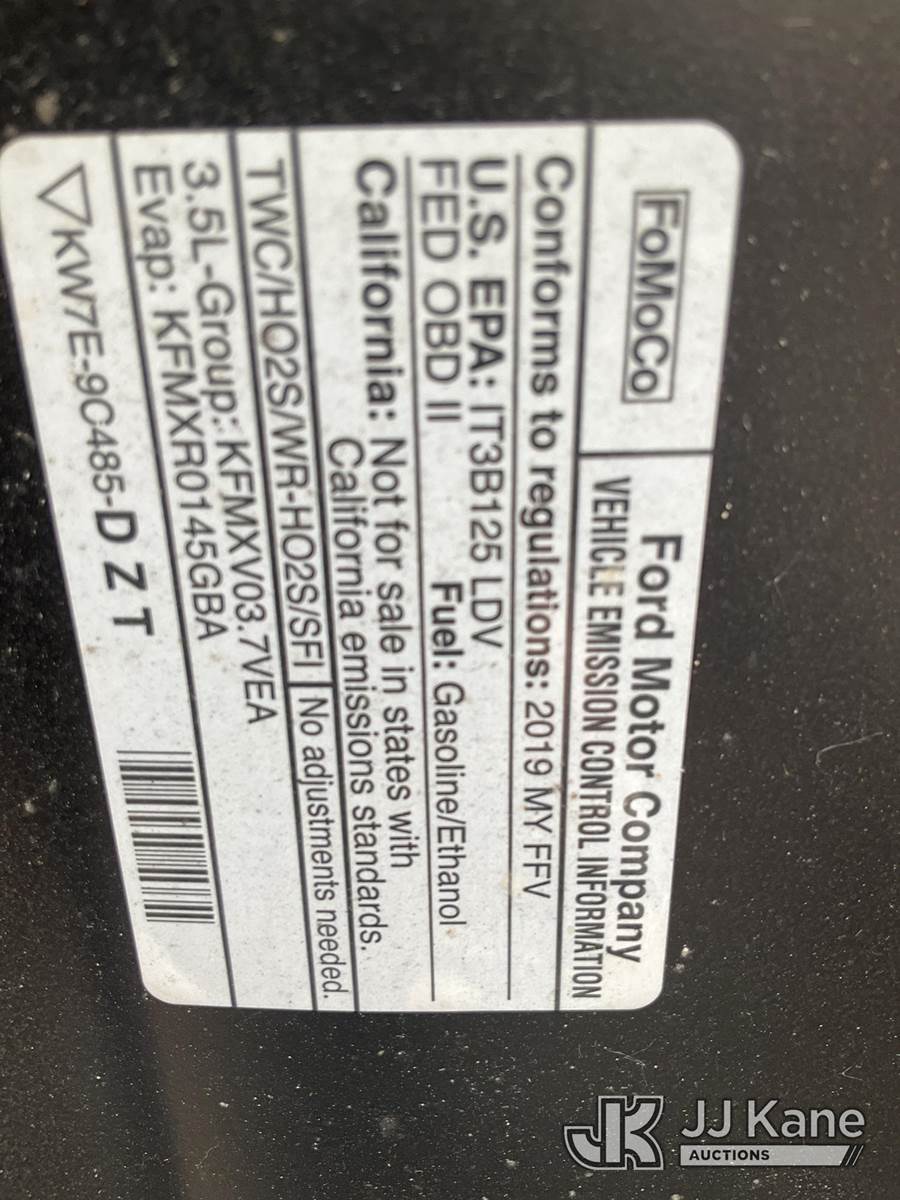 FoMoCo
Ford Motor Company
VEHICLE EMISSION CONTROL INFORMATION
Conforms to regulations: 2019 MY FFV
U.S. EPA: IT3B125 LDV
FED OBD II Fuel: Gasoline/Ethanol
California: Not for sale in states with
California emissions standards.
TWC/HO2S/WR-HO2S/SFI No adjustments needed.
3.5L-Group: KFMXV03.7VEA
Evap: KFMXR0145GBA
KW7E-9C485-D Z T
JK JJ Kane
AUCTIONS